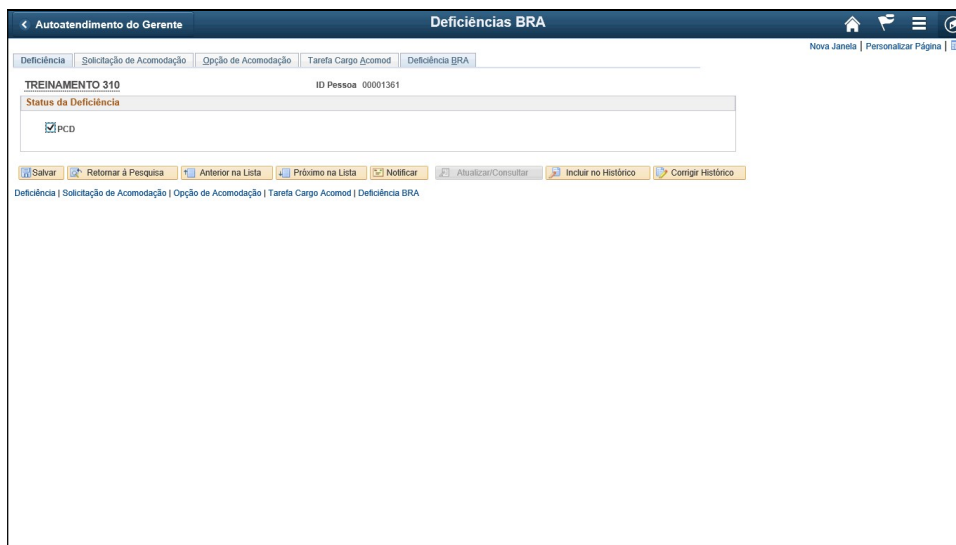 Autoatendimento do Gerente
Deficiências BRA
Nova Janela | Personalizar Página |
Deficiência Solicitação de Acomodação Opção de Acomodação Tarefa Cargo Acomod Deficiência BRA
TREINAMENTO 310 ID Pessoa 00001361
Status da Deficiência
PCD
Salvar Retornar à Pesquisa Anterior na Lista Próximo na Lista Notificar Atualizar/Consultar Incluir no Histórico Corrigir Histórico
Deficiência | Solicitação de Acomodação | Opção de Acomodação | Tarefa Cargo Acomod | Deficiência BRA